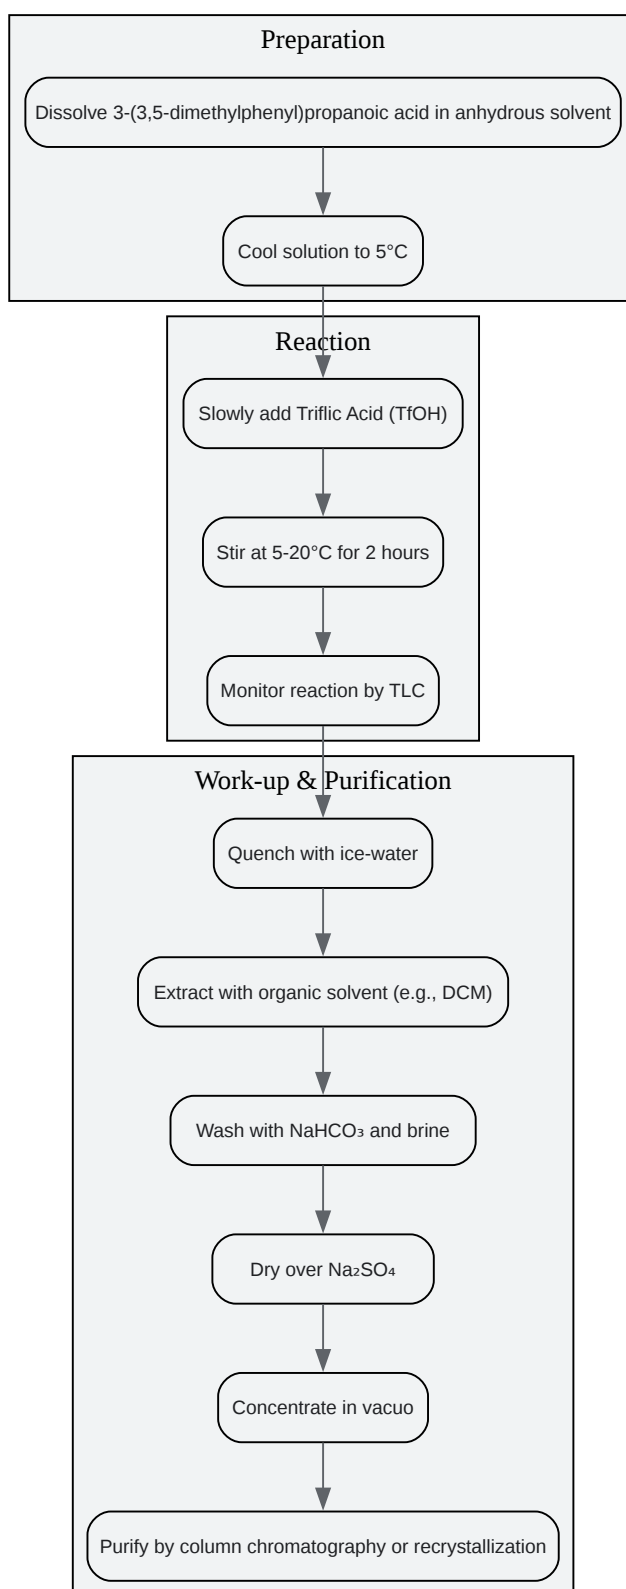 Preparation
Dissolve 3-(3,5-dimethylphenyl)propanoic acid in anhydrous solvent
Cool solution to 5°C
Reaction
Slowly add Triflic Acid (TfOH)
Stir at 5-20°C for 2 hours
Monitor reaction by TLC
Work-up & Purification
Quench with ice-water
Extract with organic solvent (e.g., DCM)
Wash with NaHCO₃ and brine
Dry over Na₂SO₄
Concentrate in vacuo
Purify by column chromatography or recrystallization